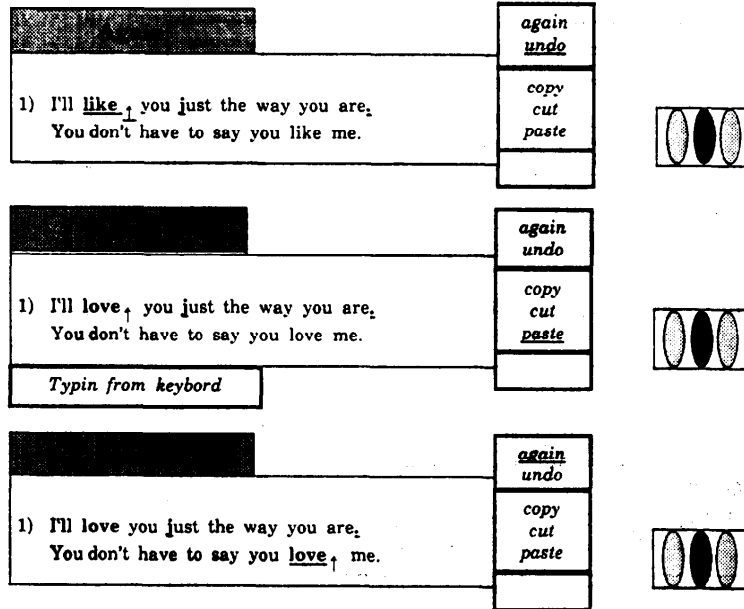 again
undo
1) I'll like you just the way you are.
You don't have to say you like me.
copy
cut
paste
again
undo
1) I'll love you just the way you are.
You don't have to say you love me.
copy
cut
paste
Typin from keybord
again
undo
1) I'll love you just the way you are.
You don't have to say you love me.
copy
cut
paste